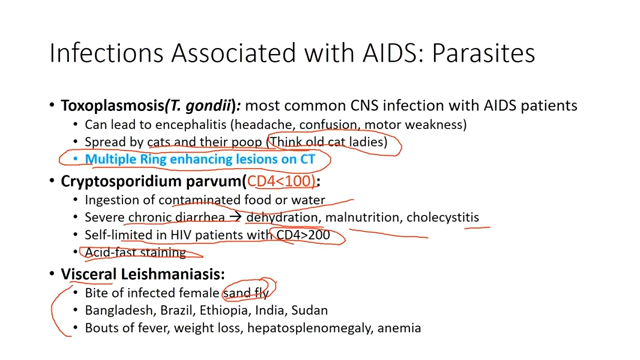 Infections Associated with AIDS: Parasites
• Toxoplasmosis(T. gondii): most common CNS infection with AIDS patients
• Can lead to encephalitis (headache, confusion, motor weakness)
• Spread by cats and their poop (Think old cat ladies)
• Multiple Ring enhancing lesions on CT
• Cryptosporidium parvum(CD4<100):
• Ingestion of contaminated food or water
• Severe chronic diarrhea → dehydration, malnutrition, cholecystitis
• Self-limited in HIV patients with CD4>200
• Acid-fast staining
• Visceral Leishmaniasis:
• Bite of infected female sand fly
• Bangladesh, Brazil, Ethiopia, India, Sudan
• Bouts of fever, weight loss, hepatosplenomegaly, anemia